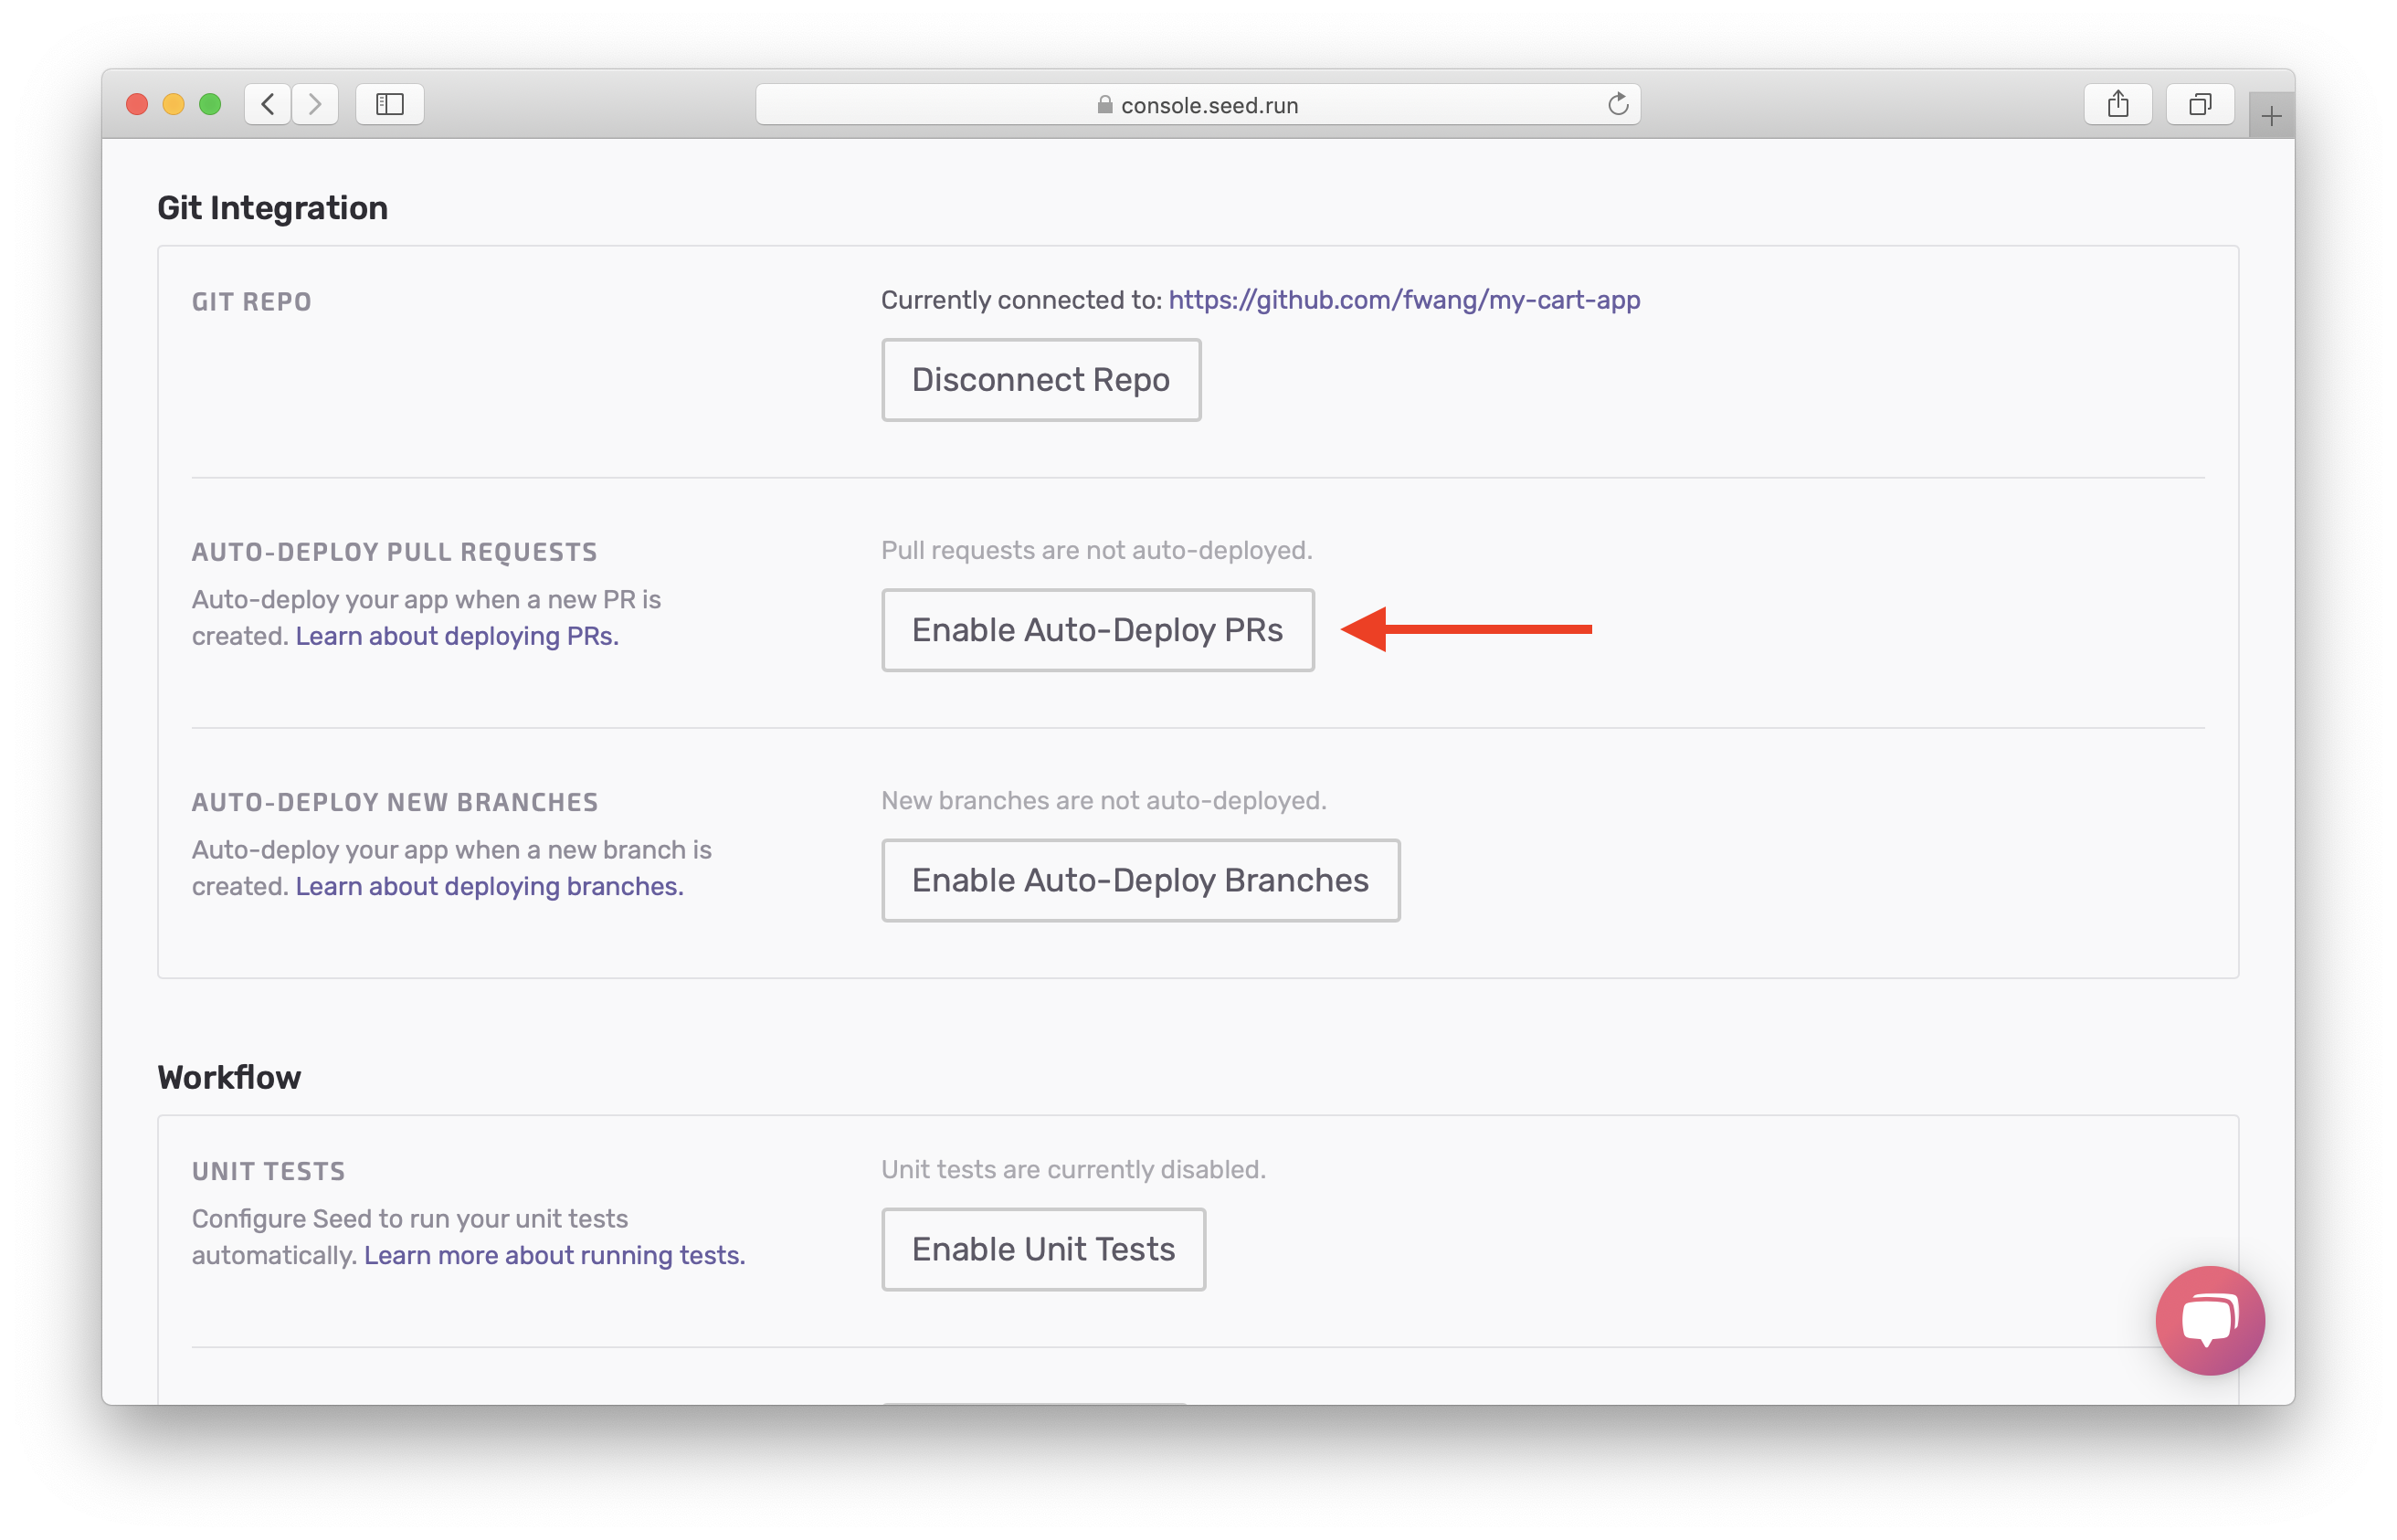 console.seed.run
Git Integration
GIT REPO
Currently connected to: https://github.com/fwang/my-cart-app
Disconnect Repo
AUTO-DEPLOY PULL REQUESTS
Auto-deploy your app when a new PR is
created. Learn about deploying PRs.
Pull requests are not auto-deployed.
Enable Auto-Deploy PRs
AUTO-DEPLOY NEW BRANCHES
Auto-deploy your app when a new branch is
created. Learn about deploying branches.
New branches are not auto-deployed.
Enable Auto-Deploy Branches
Workflow
UNIT TESTS
Configure Seed to run your unit tests
automatically. Learn more about running tests.
Unit tests are currently disabled.
Enable Unit Tests